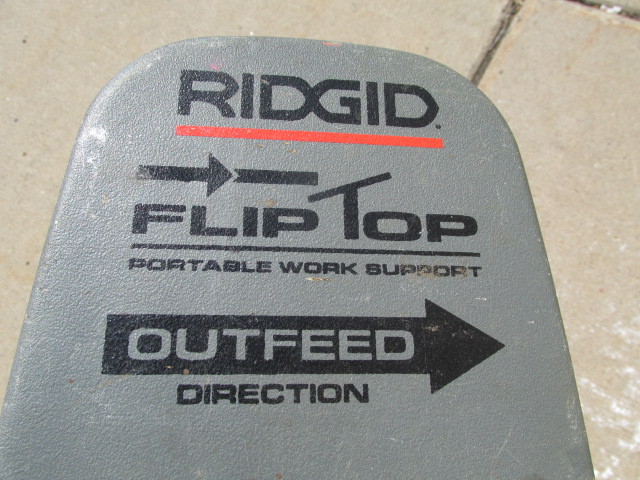 RIDGID.
FLIP TOP
PORTABLE WORK SUPPORT
OUTFEED
DIRECTION